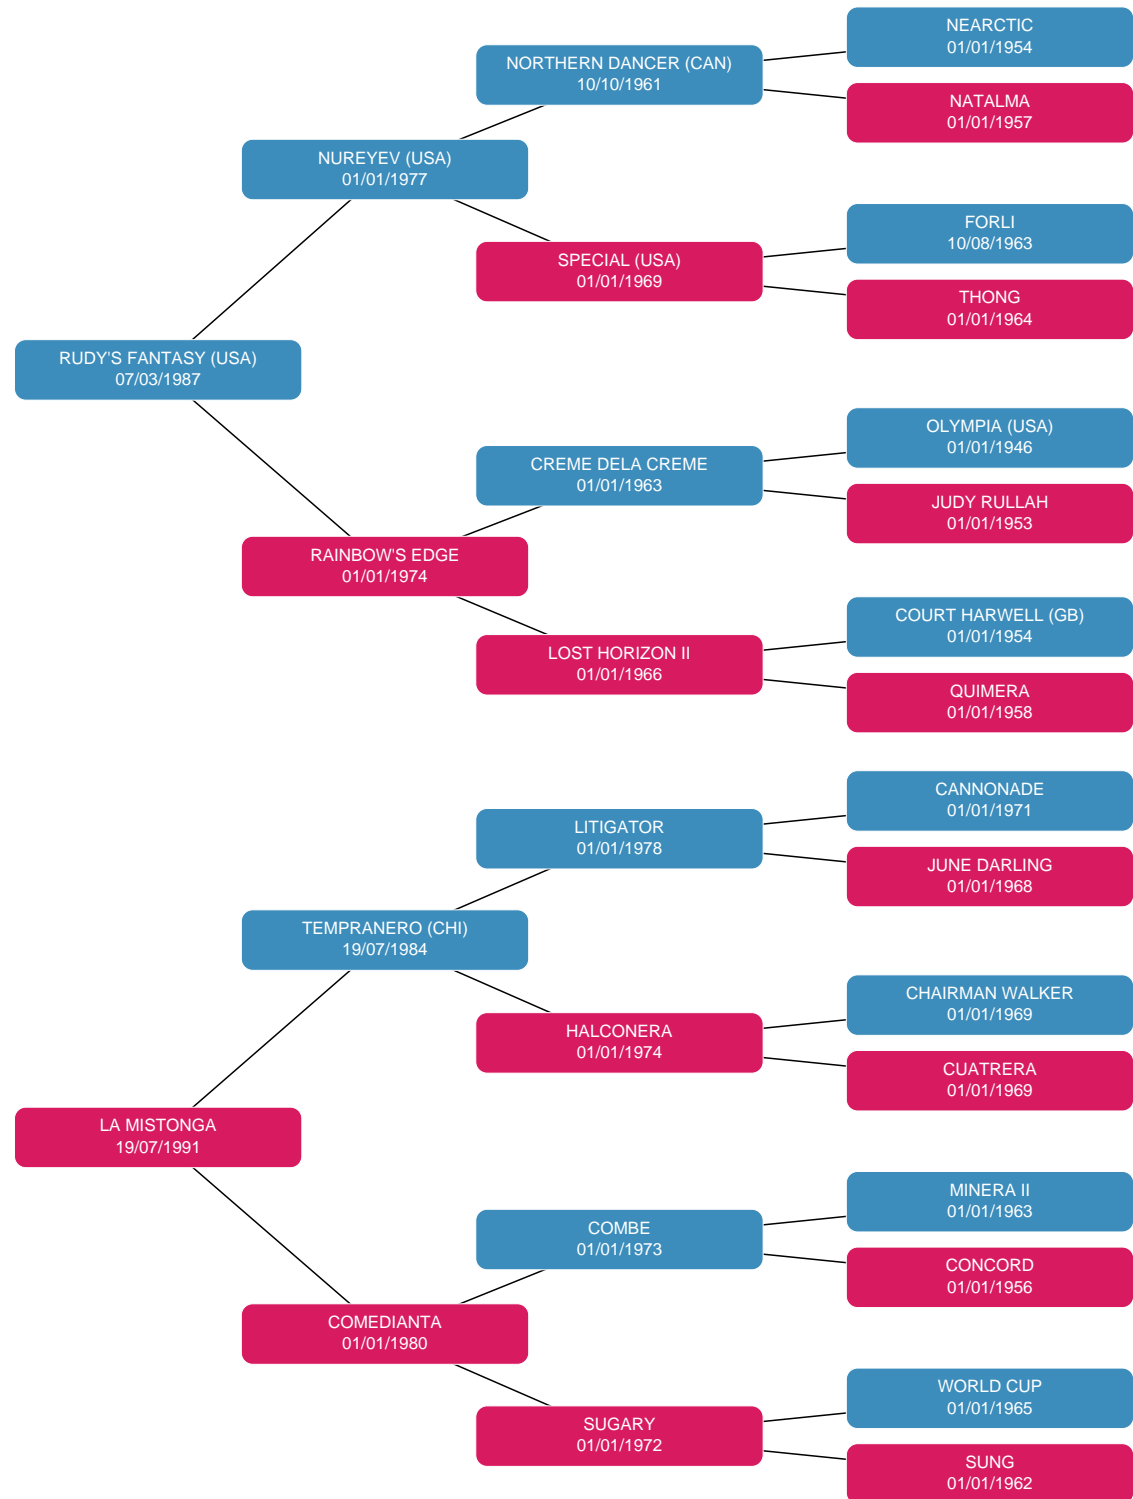 NEARCTIC
01/01/1954
NORTHERN DANCER (CAN)
10/10/1961
NATALMA
01/01/1957
NUREYEV (USA)
01/01/1977
FORLI
10/08/1963
SPECIAL (USA)
01/01/1969
THONG
01/01/1964
RUDY'S FANTASY (USA)
07/03/1987
OLYMPIA (USA)
01/01/1946
CREME DELA CREME
01/01/1963
JUDY RULLAH
01/01/1953
RAINBOW'S EDGE
01/01/1974
COURT HARWELL (GB)
01/01/1954
LOST HORIZON II
01/01/1966
QUIMERA
01/01/1958
CANNONADE
01/01/1971
LITIGATOR
01/01/1978
JUNE DARLING
01/01/1968
TEMPRANERO (CHI)
19/07/1984
CHAIRMAN WALKER
01/01/1969
HALCONERA
01/01/1974
CUATRERA
01/01/1969
LA MISTONGA
19/07/1991
MINERA II
01/01/1963
COMBE
01/01/1973
CONCORD
01/01/1956
COMEDIANTA
01/01/1980
WORLD CUP
01/01/1965
SUGARY
01/01/1972
SUNG
01/01/1962